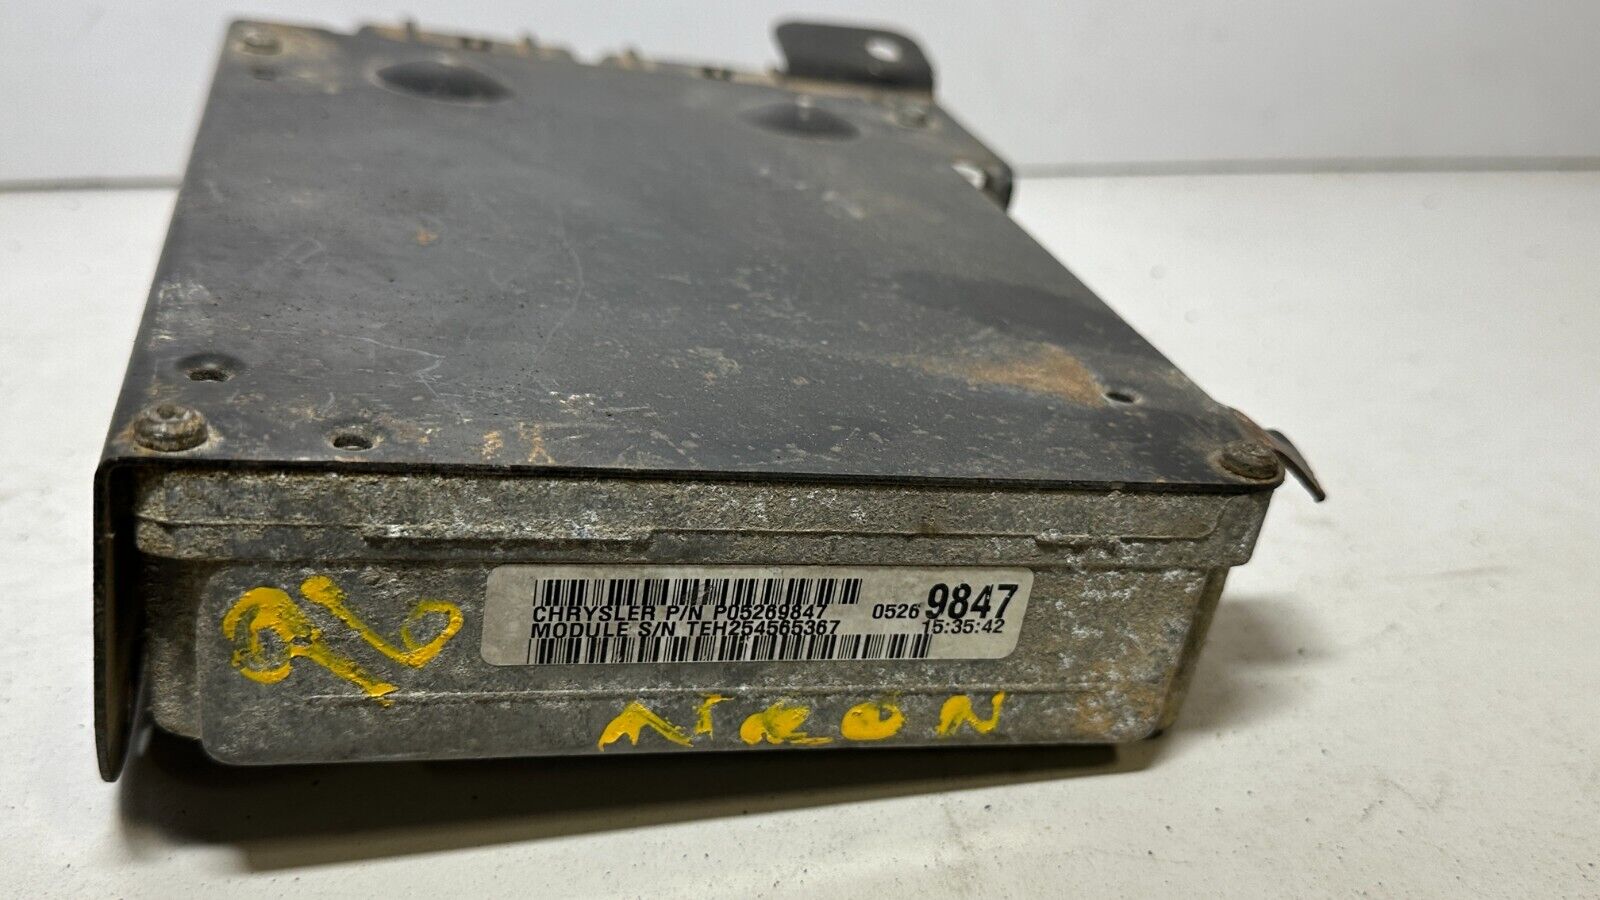 CHRYSLER P/N P05269847 0526 9847
MODULE S/N TEH254565367 15:35:42
96
NEON